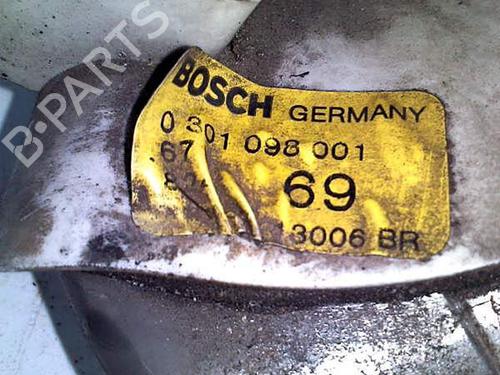 B-PARTS
BOSCH GERMANY
0 301 098 001
67
69
3006 BR